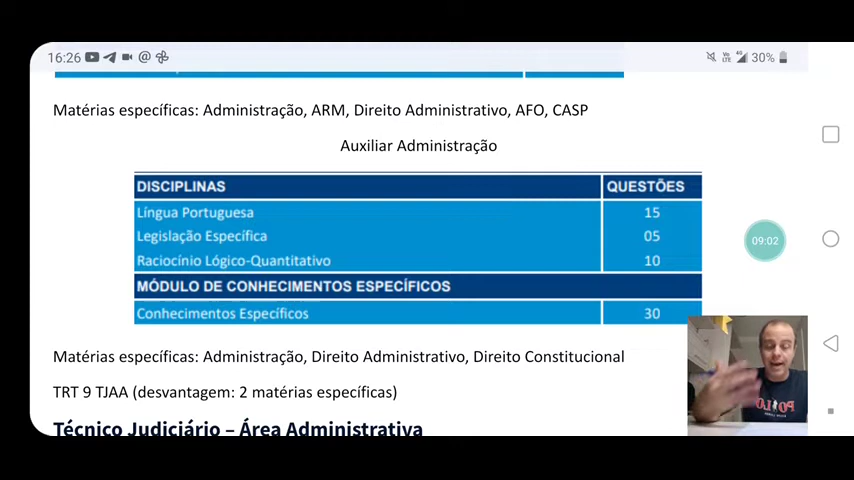 16:26
30%
Matérias específicas: Administração, ARM, Direito Administrativo, AFO, CASP
Auxiliar Administração
DISCIPLINAS QUESTÕES
Língua Portuguesa 15
Legislação Específica 05
Raciocínio Lógico-Quantitativo 10
MÓDULO DE CONHECIMENTOS ESPECÍFICOS
Conhecimentos Específicos 30
09:02
Matérias específicas: Administração, Direito Administrativo, Direito Constitucional
TRT 9 TJAA (desvantagem: 2 matérias específicas)
Técnico Judiciário – Área Administrativa